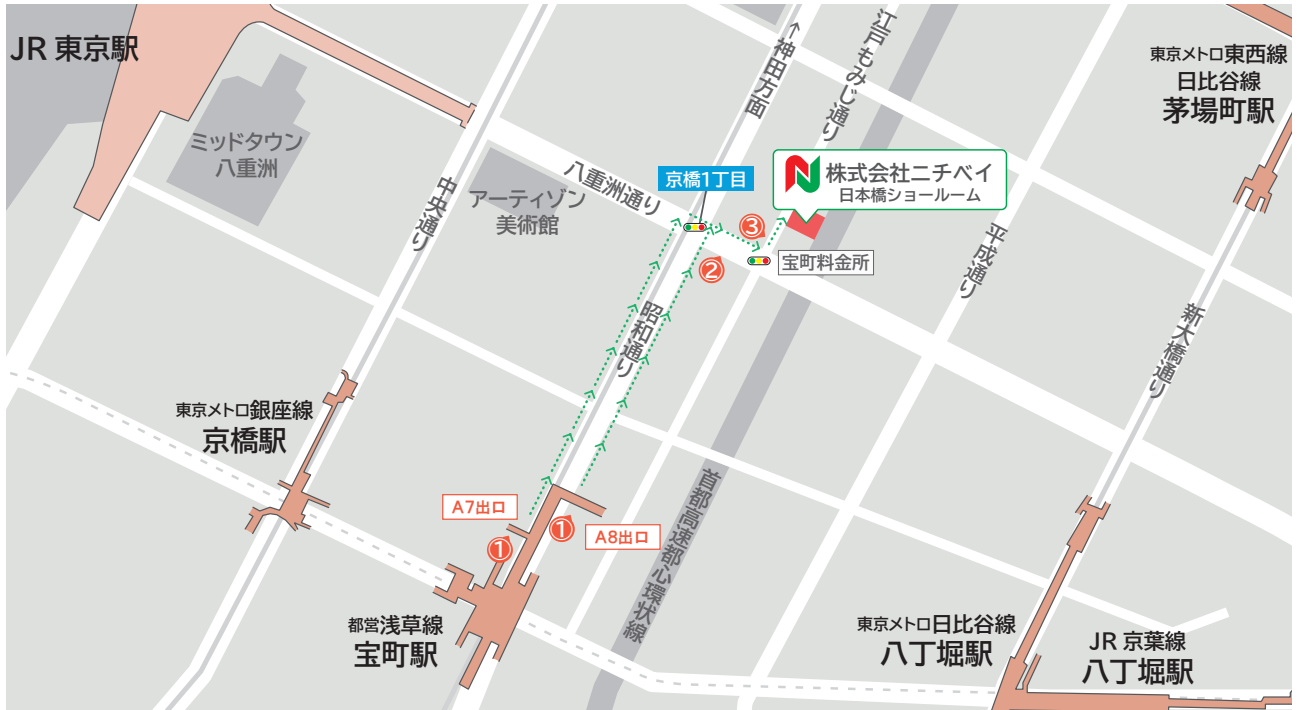 JR 東京駅
ミッドタウン
八重洲
中央通り
アーティゾン
美術館
八重洲通り
京橋1丁目
↑神田方面
江戸もみじ通り
株式会社ニチベイ
日本橋ショールーム
東京メトロ東西線
日比谷線
茅場町駅
3
2
宝町料金所
平成通り
新大橋通り
昭和通り
東京メトロ銀座線
京橋駅
A7出口
1
1
A8出口
首都高速都心環状線
都営浅草線
宝町駅
東京メトロ日比谷線
八丁堀駅
JR 京葉線
八丁堀駅